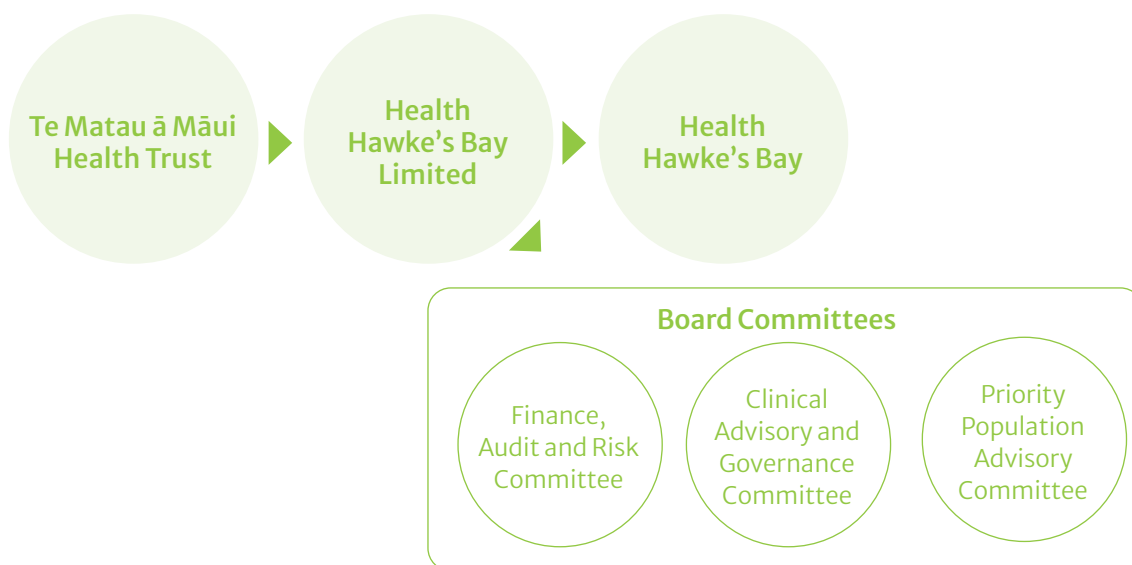 Te Matau ā Māui
Health Trust
Health
Hawke’s Bay
Limited
Health
Hawke’s Bay
Board Committees
Finance,
Audit and Risk
Committee
Clinical
Advisory and
Governance
Committee
Priority
Population
Advisory
Committee